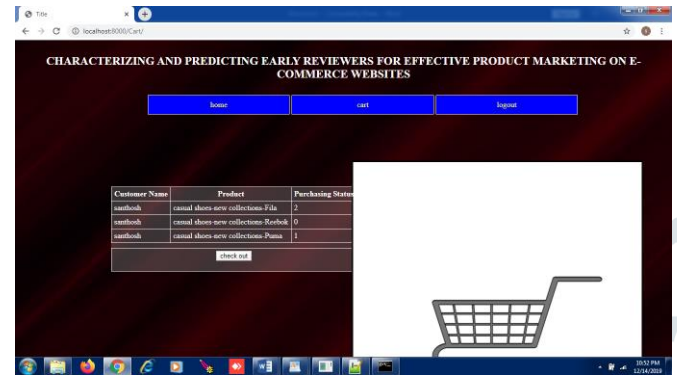 Title
localhost:8000/Cart/
CHARACTERIZING AND PREDICTING EARLY REVIEWERS FOR EFFECTIVE PRODUCT MARKETING ON E-
COMMERCE WEBSITES
home cart logout
Customer Name Product Purchasing Status
santhosh casual shoes-new collections-Fila 2
santhosh casual shoes-new collections-Reebok 0
santhosh casual shoes-new collections-Puma 1
check out
10:52 PM
12/14/2018